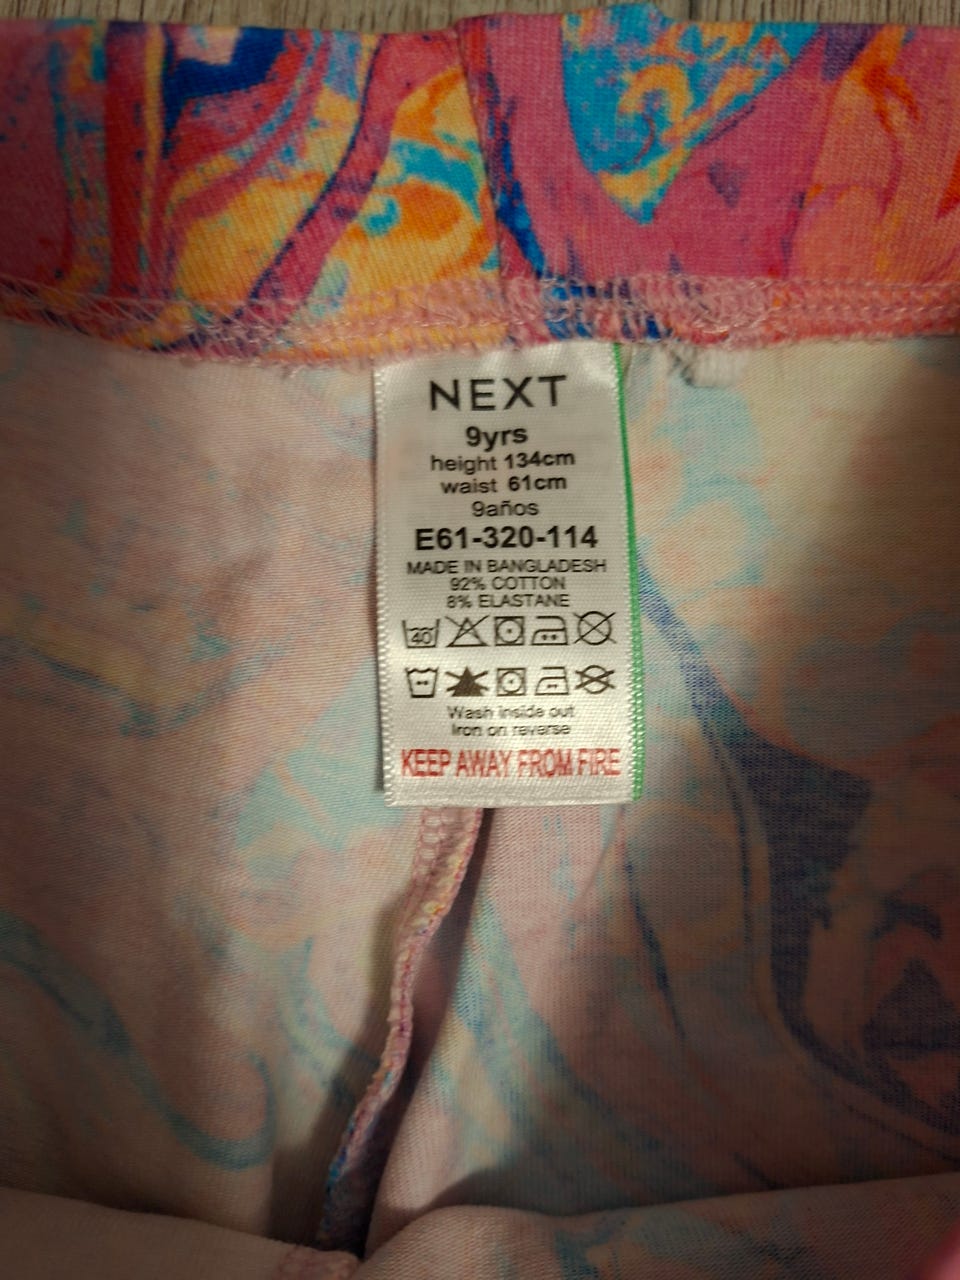 NEXT
9yrs
height 134cm
waist 61cm
9años
E61-320-114
MADE IN BANGLADESH
92% COTTON
8% ELASTANE
40
Wash inside out
Iron on reverse
KEEP AWAY FROM FIRE